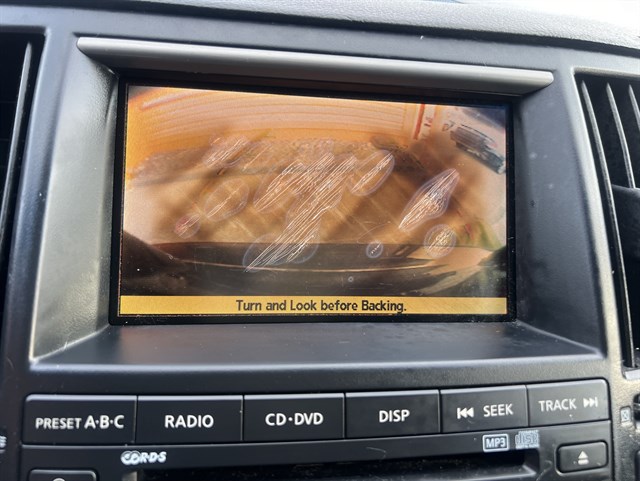 Turn and Look before Backing.
PRESET A·B·C
RADIO
CD·DVD
DISP
⏮ SEEK
TRACK ⏭
MP3